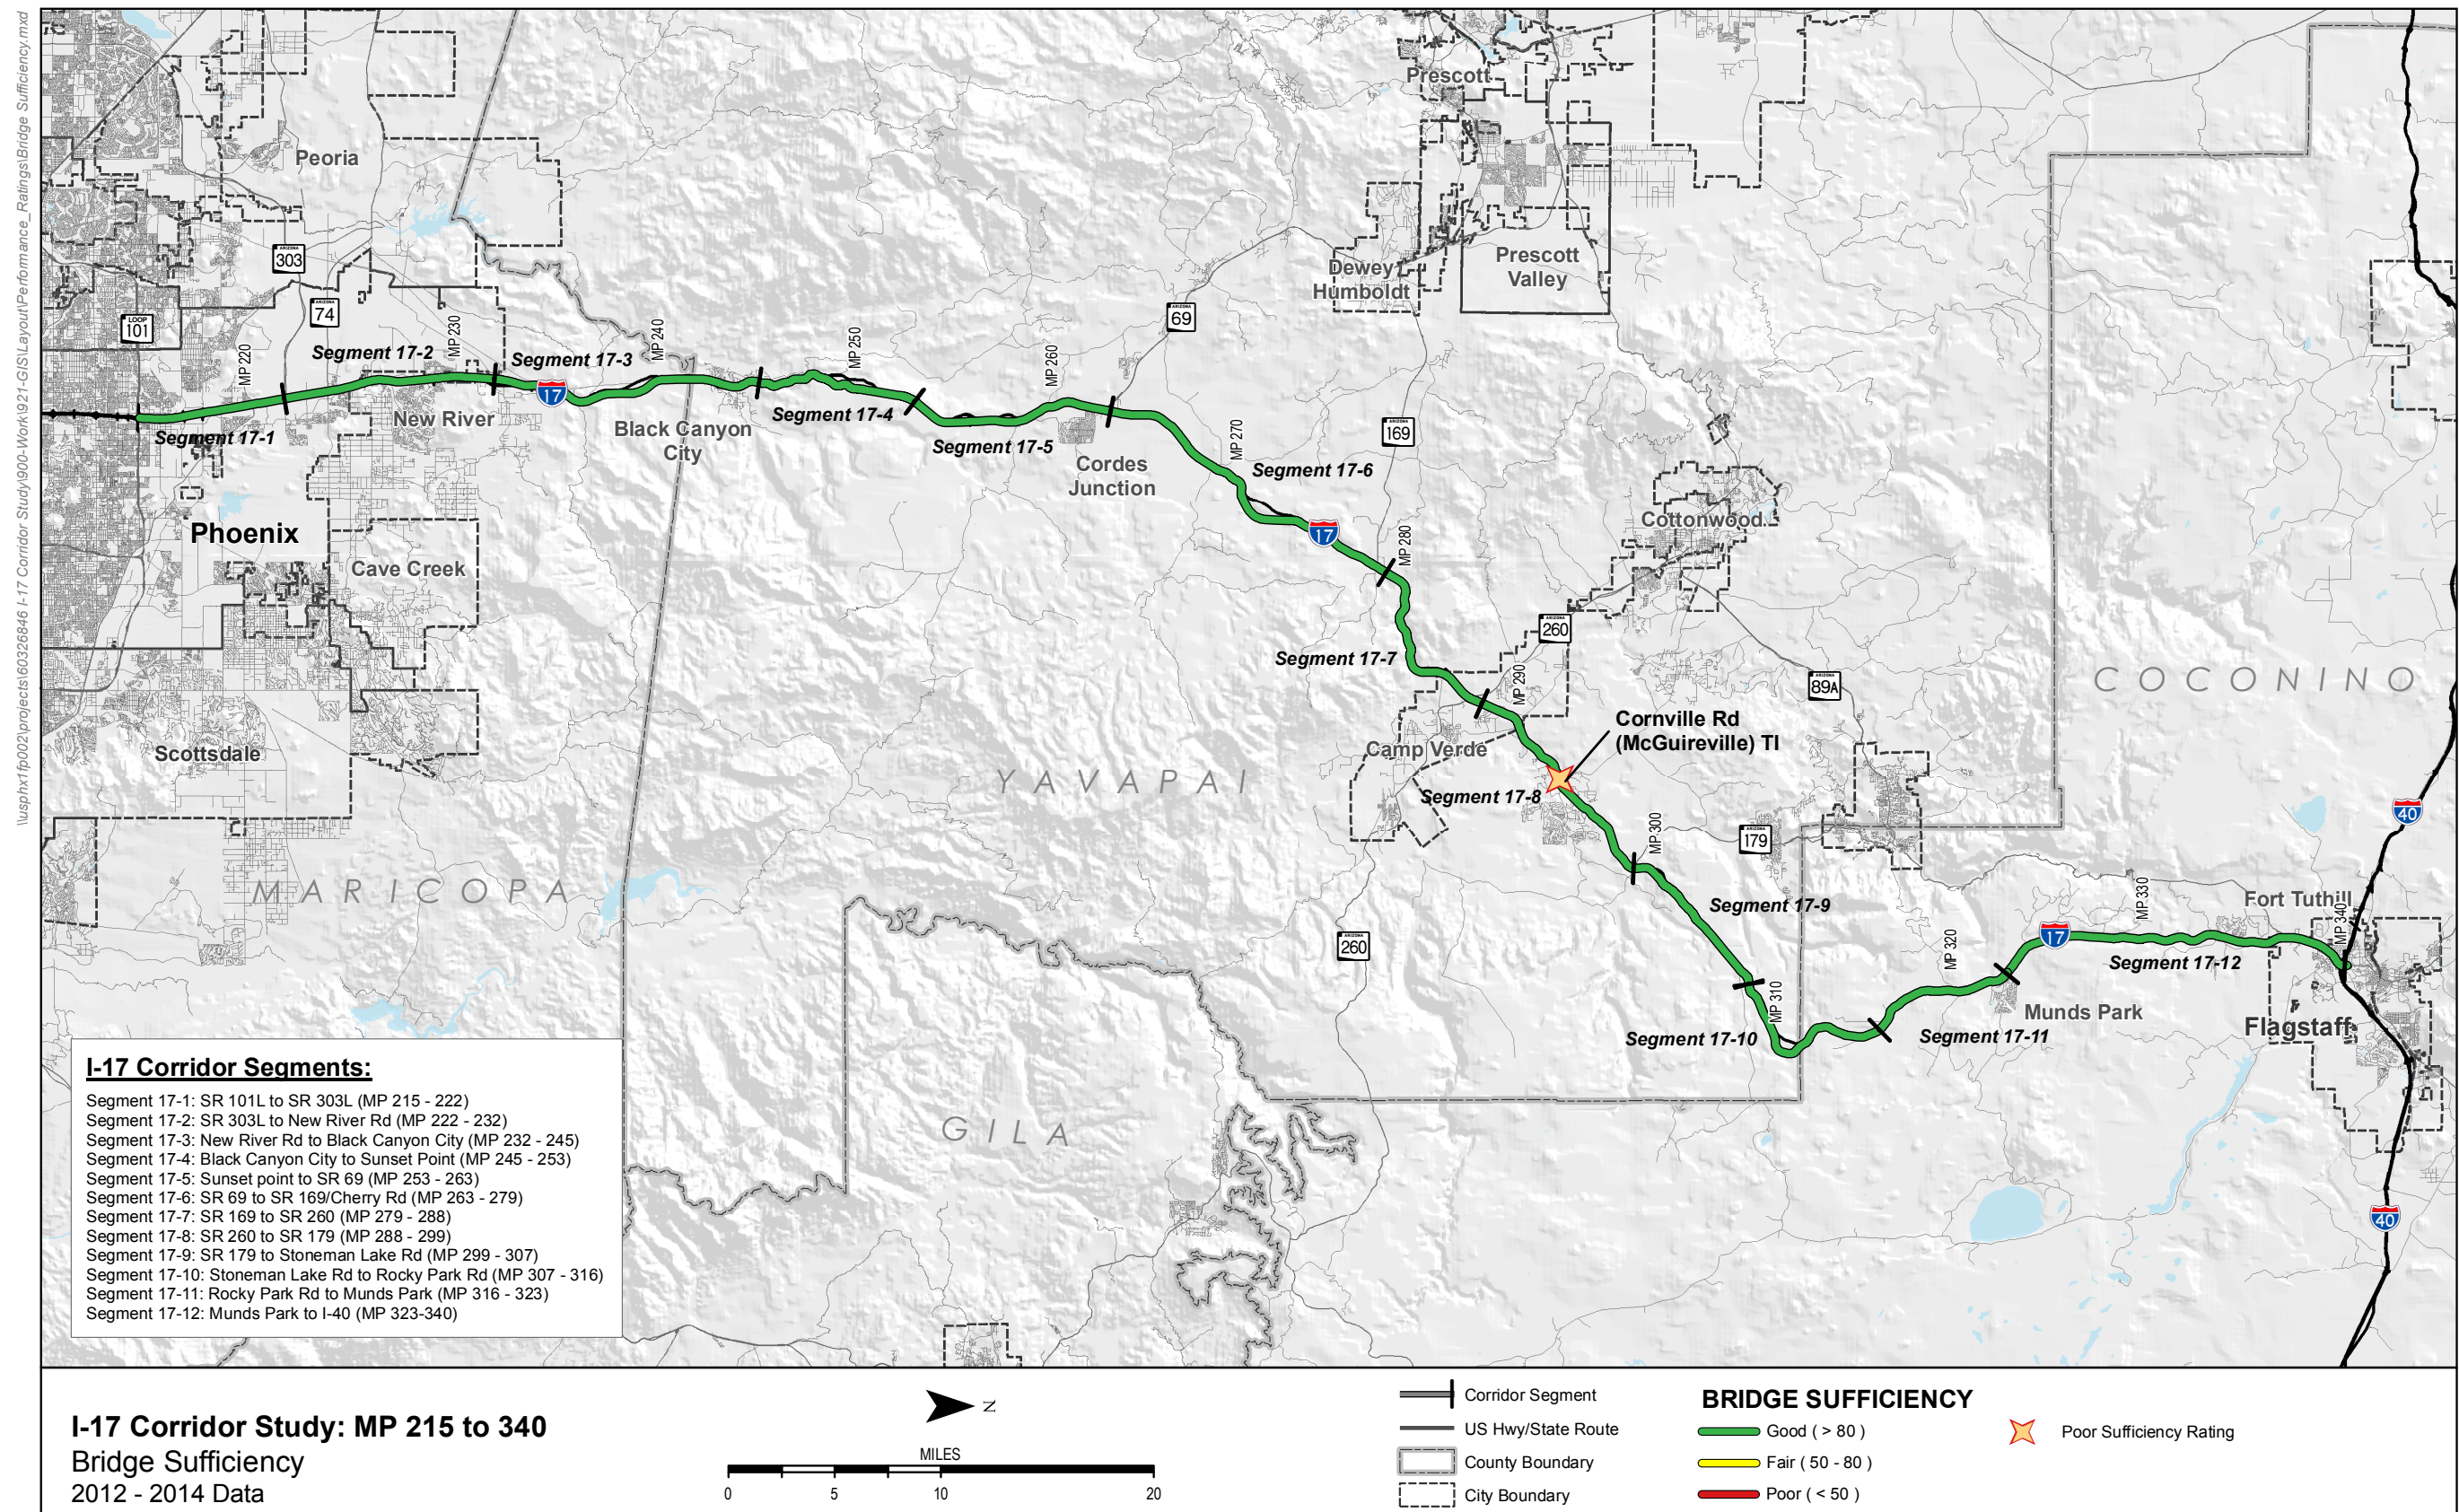 \\usphx1fp002\projects\60326846 I-17 Corridor Study\900-Work\921-GIS\Layout\Performance_Ratings\Bridge Sufficiency.mxd
Prescott
Peoria
ARIZONA
303
Dewey-
Humboldt
Prescott
Valley
ARIZONA
74
LOOP
101
ARIZONA
69
MP 220
Segment 17-2
MP 230
Segment 17-3
MP 240
MP 250
MP 260
17
New River
Segment 17-1
Black Canyon
City
Segment 17-4
Segment 17-5
Cordes
Junction
MP 270
Segment 17-6
ARIZONA
169
Phoenix
Cave Creek
17
MP 280
Cottonwood
ARIZONA
260
Segment 17-7
MP 290
ARIZONA
89A
COCONINO
Cornville Rd
(McGuireville) TI
Scottsdale
Camp Verde
YAVAPAI
Segment 17-8
MP 300
ARIZONA
179
40
MARICOPA
Segment 17-9
MP 330
Fort Tuthill
MP 340
ARIZONA
260
17
MP 320
Segment 17-12
MP 310
Munds Park
Flagstaff
Segment 17-10
Segment 17-11
GILA
40
I-17 Corridor Segments:
Segment 17-1: SR 101L to SR 303L (MP 215 - 222)
Segment 17-2: SR 303L to New River Rd (MP 222 - 232)
Segment 17-3: New River Rd to Black Canyon City (MP 232 - 245)
Segment 17-4: Black Canyon City to Sunset Point (MP 245 - 253)
Segment 17-5: Sunset point to SR 69 (MP 253 - 263)
Segment 17-6: SR 69 to SR 169/Cherry Rd (MP 263 - 279)
Segment 17-7: SR 169 to SR 260 (MP 279 - 288)
Segment 17-8: SR 260 to SR 179 (MP 288 - 299)
Segment 17-9: SR 179 to Stoneman Lake Rd (MP 299 - 307)
Segment 17-10: Stoneman Lake Rd to Rocky Park Rd (MP 307 - 316)
Segment 17-11: Rocky Park Rd to Munds Park (MP 316 - 323)
Segment 17-12: Munds Park to I-40 (MP 323-340)
I-17 Corridor Study: MP 215 to 340
Bridge Sufficiency
2012 - 2014 Data
N
MILES
0 5 10 20
Corridor Segment
US Hwy/State Route
County Boundary
City Boundary
BRIDGE SUFFICIENCY
Good ( > 80 )
Fair ( 50 - 80 )
Poor ( < 50 )
Poor Sufficiency Rating